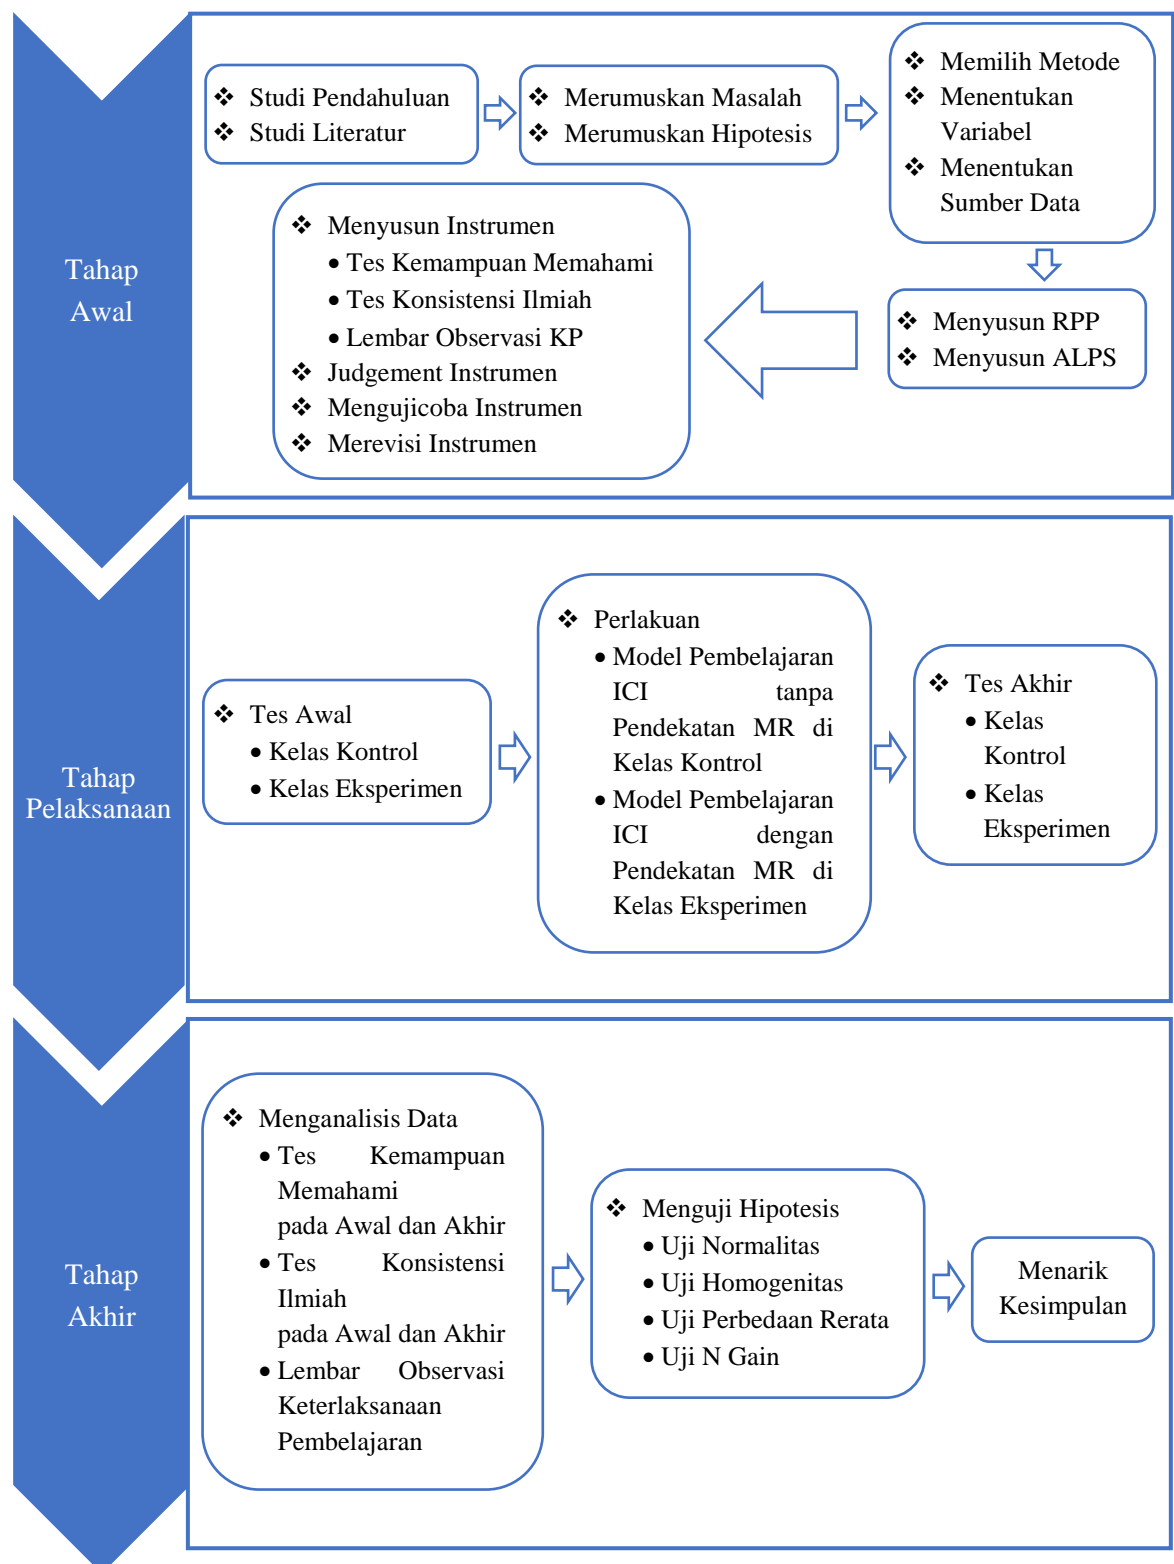 Tahap
Awal
❖ Studi Pendahuluan
❖ Studi Literatur
❖ Merumuskan Masalah
❖ Merumuskan Hipotesis
❖ Memilih Metode
❖ Menentukan
Variabel
❖ Menentukan
Sumber Data
❖ Menyusun RPP
❖ Menyusun ALPS
❖ Menyusun Instrumen
• Tes Kemampuan Memahami
• Tes Konsistensi Ilmiah
• Lembar Observasi KP
❖ Judgement Instrumen
❖ Mengujicoba Instrumen
❖ Merevisi Instrumen
Tahap
Pelaksanaan
❖ Tes Awal
• Kelas Kontrol
• Kelas Eksperimen
❖ Perlakuan
• Model Pembelajaran
ICI tanpa
Pendekatan MR di
Kelas Kontrol
• Model Pembelajaran
ICI dengan
Pendekatan MR di
Kelas Eksperimen
❖ Tes Akhir
• Kelas
Kontrol
• Kelas
Eksperimen
Tahap
Akhir
❖ Menganalisis Data
• Tes Kemampuan
Memahami
pada Awal dan Akhir
• Tes Konsistensi
Ilmiah
pada Awal dan Akhir
• Lembar Observasi
Keterlaksanaan
Pembelajaran
❖ Menguji Hipotesis
• Uji Normalitas
• Uji Homogenitas
• Uji Perbedaan Rerata
• Uji N Gain
Menarik
Kesimpulan